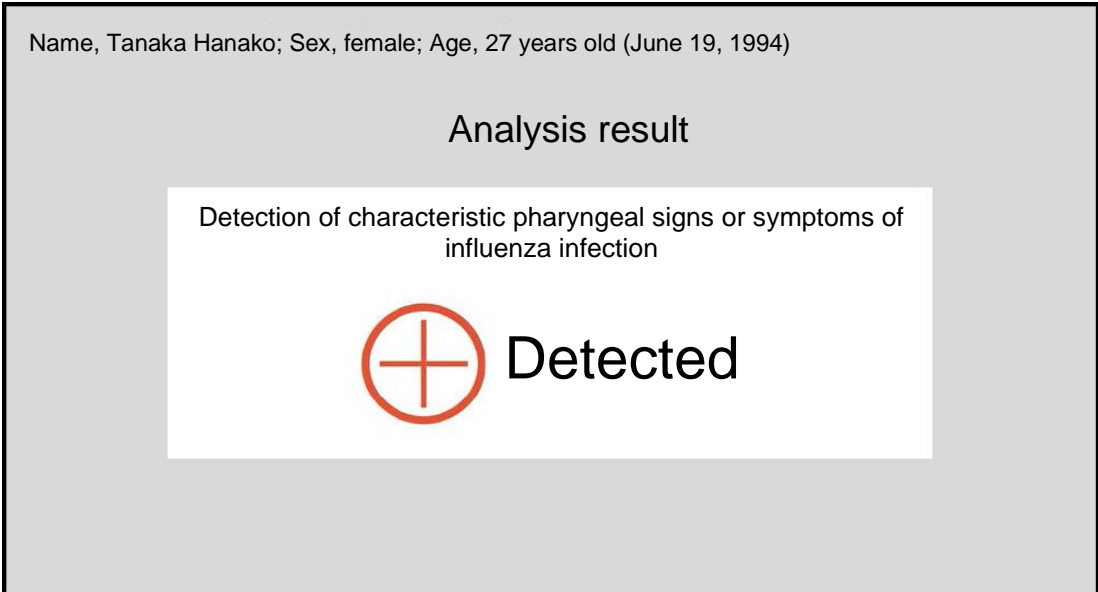 Name, Tanaka Hanako; Sex, female; Age, 27 years old (June 19, 1994)
Analysis result
Detection of characteristic pharyngeal signs or symptoms of
influenza infection
Detected